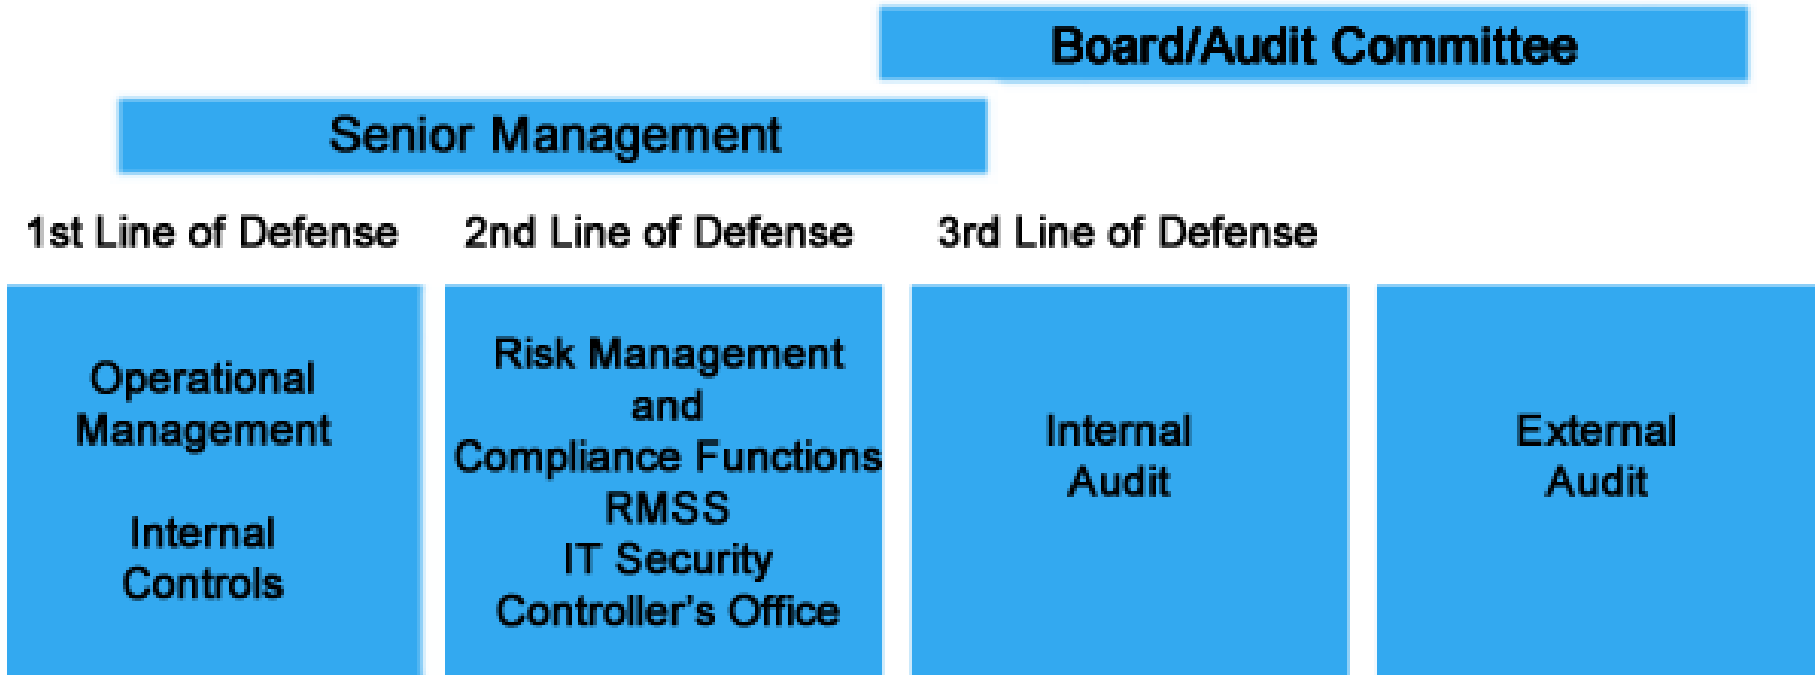 Board/Audit Committee
Senior Management
1st Line of Defense
2nd Line of Defense
3rd Line of Defense
Operational
Management
Internal
Controls
Risk Management
and
Compliance Functions
RMSS
IT Security
Controller's Office
Internal
Audit
External
Audit